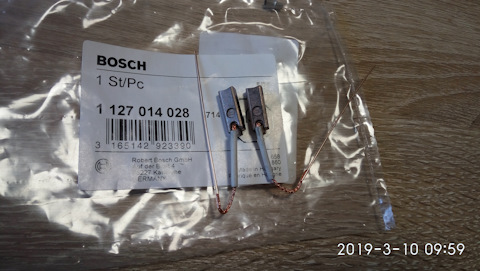 BOSCH
1 St/Pc
1 127 014 028
714
3 165142 923390
Robert Bosch GmbH
2019-3-10 09:59